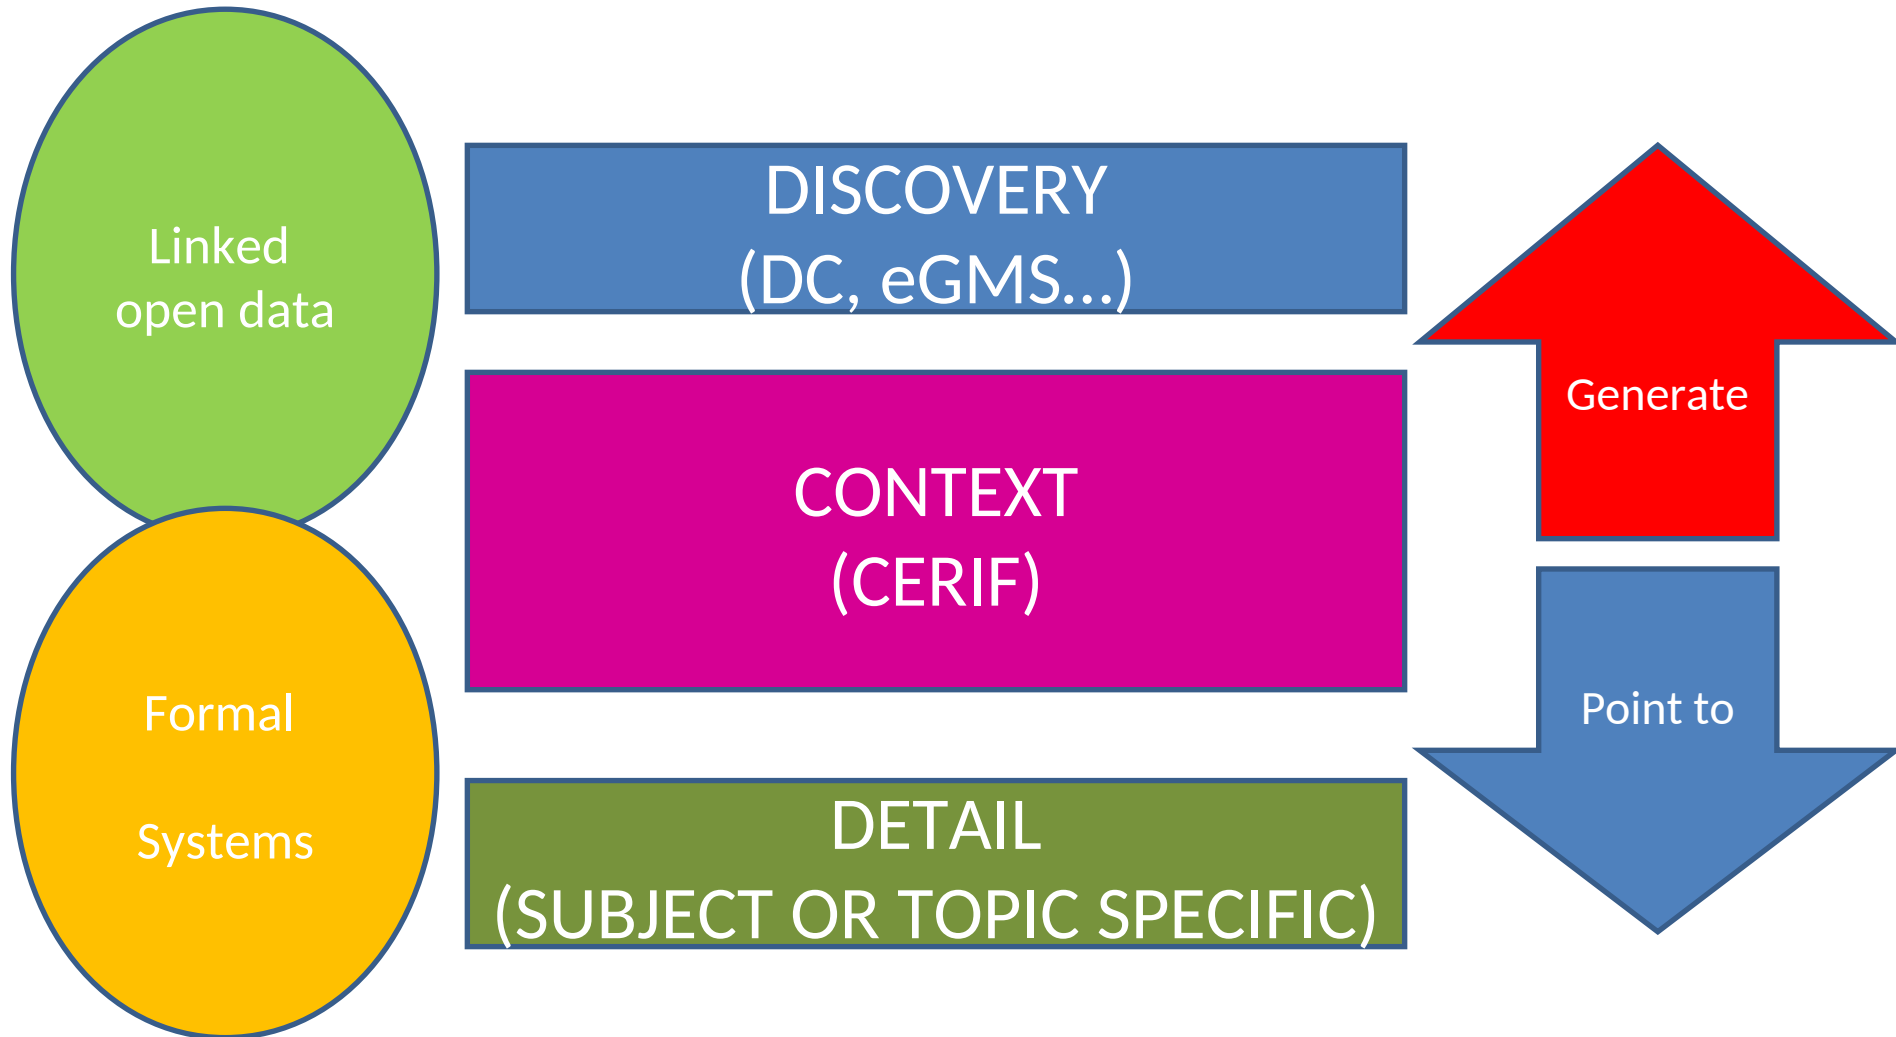 Linked
open data
DISCOVERY
(DC, eGMS...)
Generate
CONTEXT
(CERIF)
Formal
Systems
Point to
DETAIL
(SUBJECT OR TOPIC SPECIFIC)